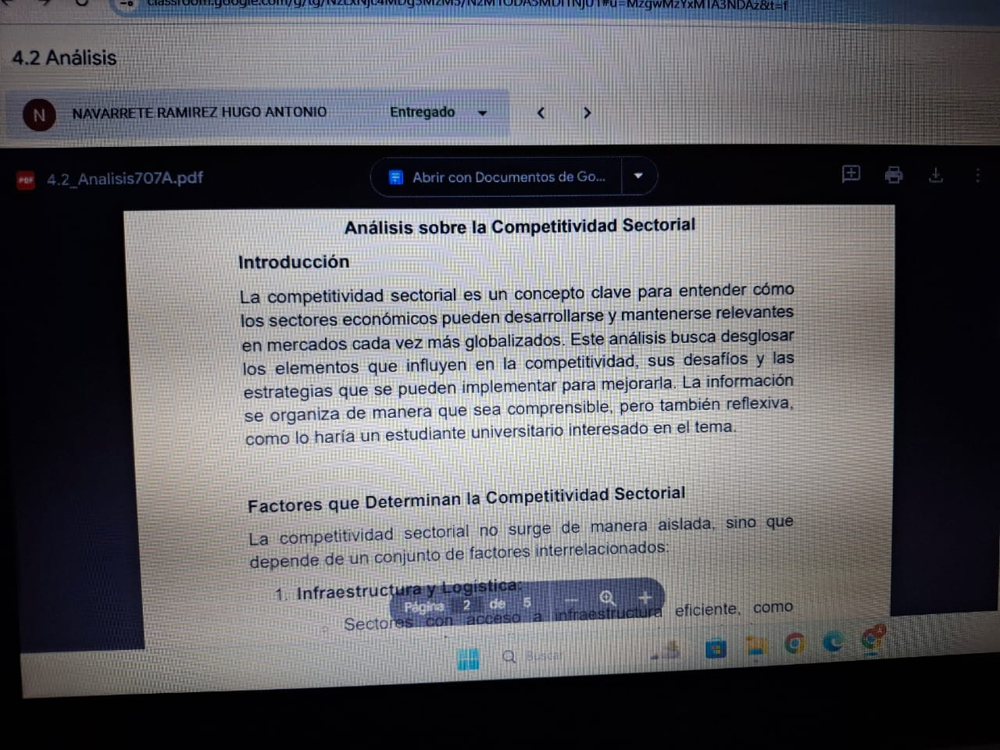 4.2 Análisis
N NAVARRETE RAMIREZ HUGO ANTONIO Entregado
PDF 4.2_Analisis707A.pdf Abrir con Documentos de Go...
Análisis sobre la Competitividad Sectorial
Introducción
La competitividad sectorial es un concepto clave para entender cómo
los sectores económicos pueden desarrollarse y mantenerse relevantes
en mercados cada vez más globalizados. Este análisis busca desglosar
los elementos que influyen en la competitividad, sus desafíos y las
estrategias que se pueden implementar para mejorarla. La información
se organiza de manera que sea comprensible, pero también reflexiva,
como lo haría un estudiante universitario interesado en el tema.
Factores que Determinan la Competitividad Sectorial
La competitividad sectorial no surge de manera aislada, sino que
depende de un conjunto de factores interrelacionados:
1. Infraestructura y Logística:
Página 2 de 5
Sectores con acceso a infraestructura eficiente, como
Buscar